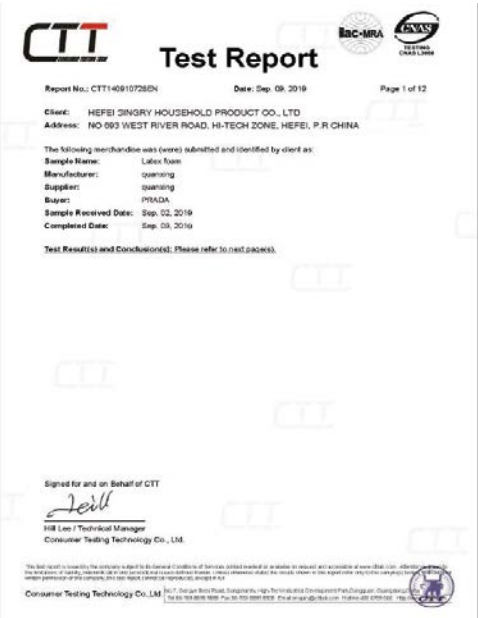 CTT
ilac-MRA
CNAS
TESTING
Test Report
Report No.: CTT140910728EN Date: Sep. 09. 2019 Page 1 of 12
Client: HEFEI SINGRY HOUSEHOLD PRODUCT CO., LTD
Address: NO 693 WEST RIVER ROAD, HI-TECH ZONE, HEFEI, P.R CHINA
The following merchandise was (were) submitted and identified by client as:
Sample Name: Latex foam
Manufacturer: quanxing
Supplier: quanxing
Buyer: PRADA
Sample Received Date: Sep. 02, 2019
Completed Date: Sep. 09, 2019
Test Result(s) and Conclusion(s): Please refer to next page(s).
Signed for and on Behalf of CTT
Hill Lee / Technical Manager
Consumer Testing Technology Co., Ltd.
Consumer Testing Technology Co., Ltd.